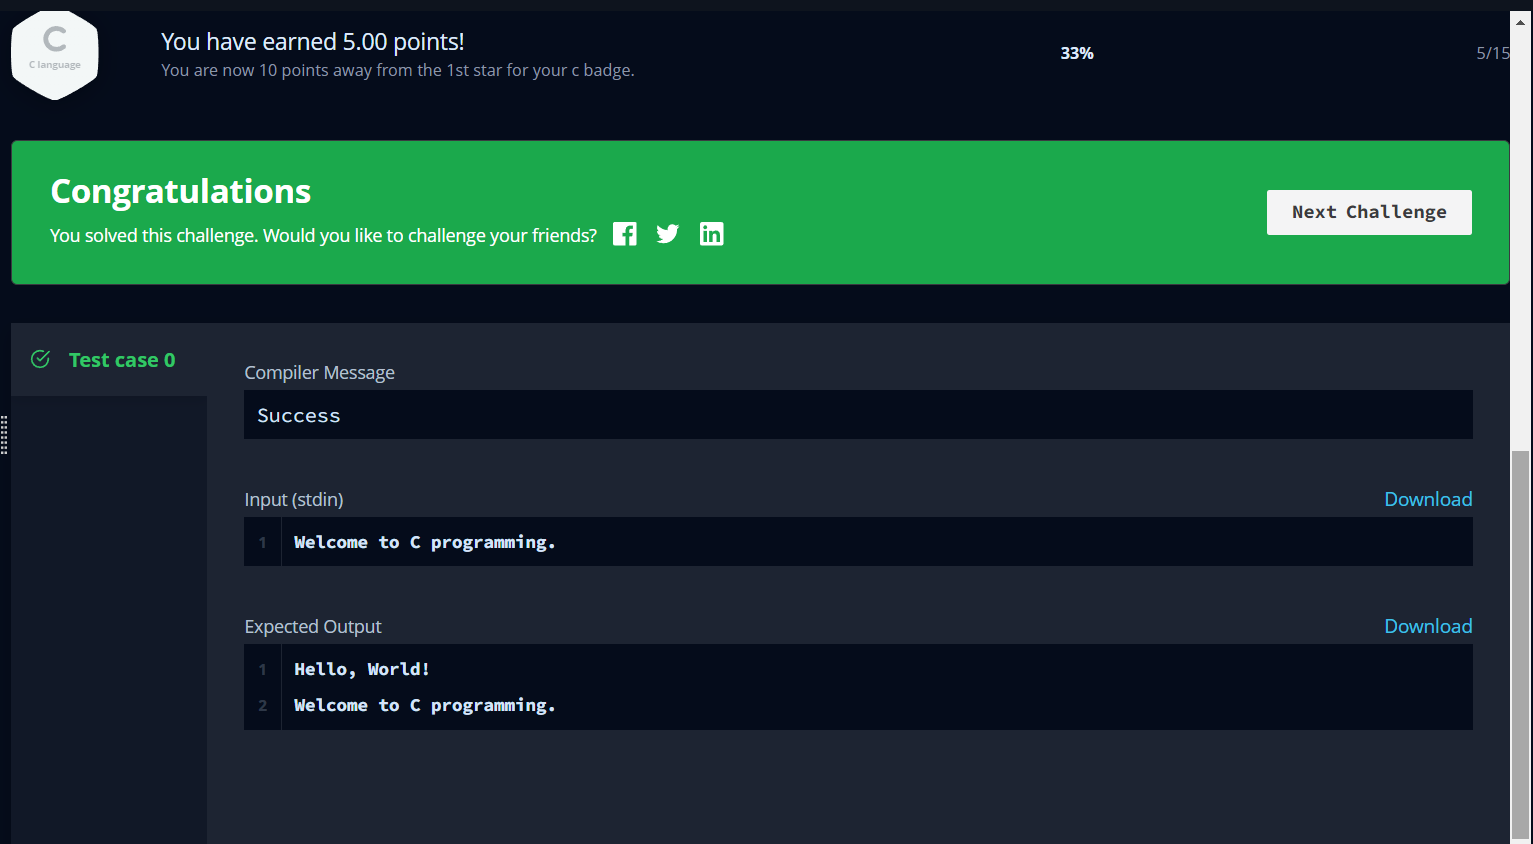 C
C language
You have earned 5.00 points!
You are now 10 points away from the 1st star for your c badge.
33%
5/15
Congratulations
You solved this challenge. Would you like to challenge your friends?
Next Challenge
Test case 0
Compiler Message
Success
Input (stdin)
Download
1 Welcome to C programming.
Expected Output
Download
1 Hello, World!
2 Welcome to C programming.